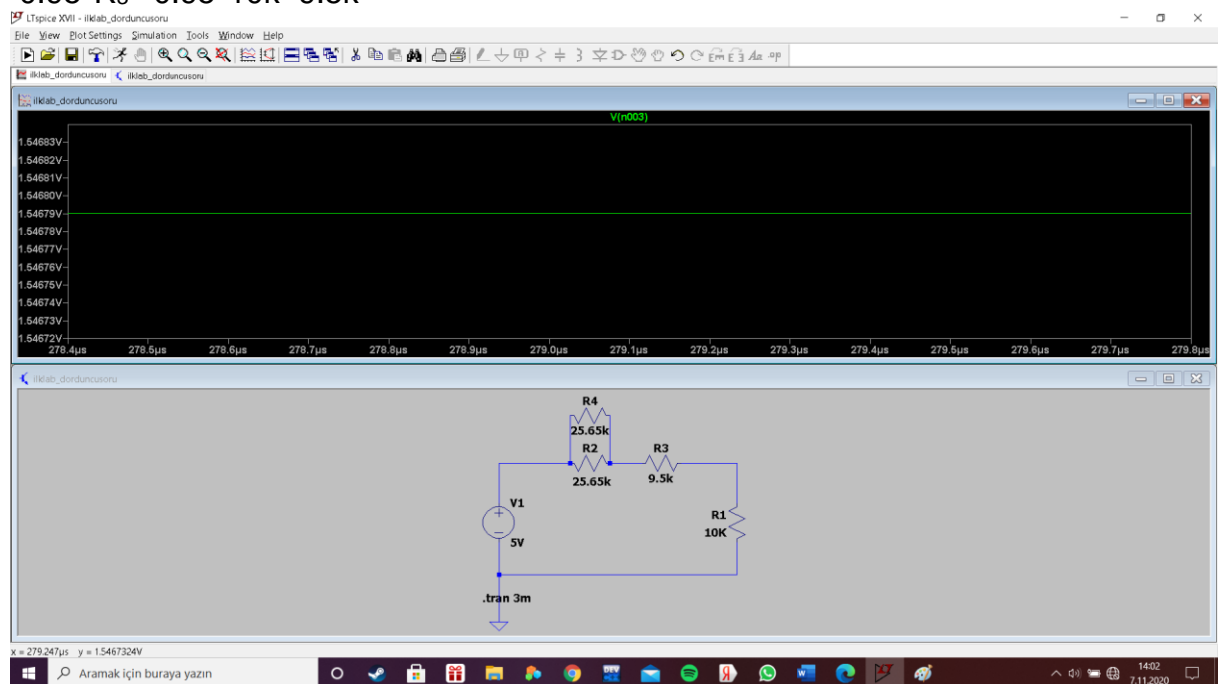 LTspice XVII - ilklab_dorduncusoru
File View Plot Settings Simulation Tools Window Help
ilklab_dorduncusoru ilklab_dorduncusoru
ilklab_dorduncusoru
V(n003)
1.54683V
1.54682V
1.54681V
1.54680V
1.54679V
1.54678V
1.54677V
1.54676V
1.54675V
1.54674V
1.54673V
1.54672V
278.4µs 278.5µs 278.6µs 278.7µs 278.8µs 278.9µs 279.0µs 279.1µs 279.2µs 279.3µs 279.4µs 279.5µs 279.6µs 279.7µs 279.8µs
ilklab_dorduncusoru
R4
25.65k
R2 R3
25.65k 9.5k
V1
R1
10K
5V
.tran 3m
x = 279.247µs y = 1.5467324V
Aramak için buraya yazın
14:02
7.11.2020